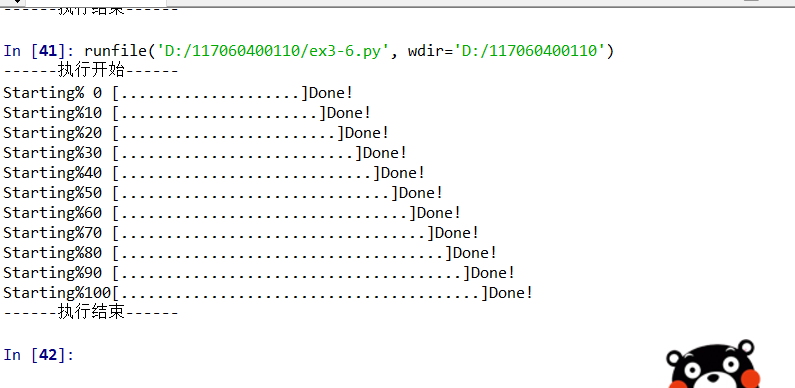 ------执行结束------
In [41]: runfile('D:/117060400110/ex3-6.py', wdir='D:/117060400110')
------执行开始------
Starting% 0 [....................]Done!
Starting%10 [......................]Done!
Starting%20 [........................]Done!
Starting%30 [..........................]Done!
Starting%40 [............................]Done!
Starting%50 [..............................]Done!
Starting%60 [................................]Done!
Starting%70 [..................................]Done!
Starting%80 [....................................]Done!
Starting%90 [......................................]Done!
Starting%100[........................................]Done!
------执行结束------
In [42]: